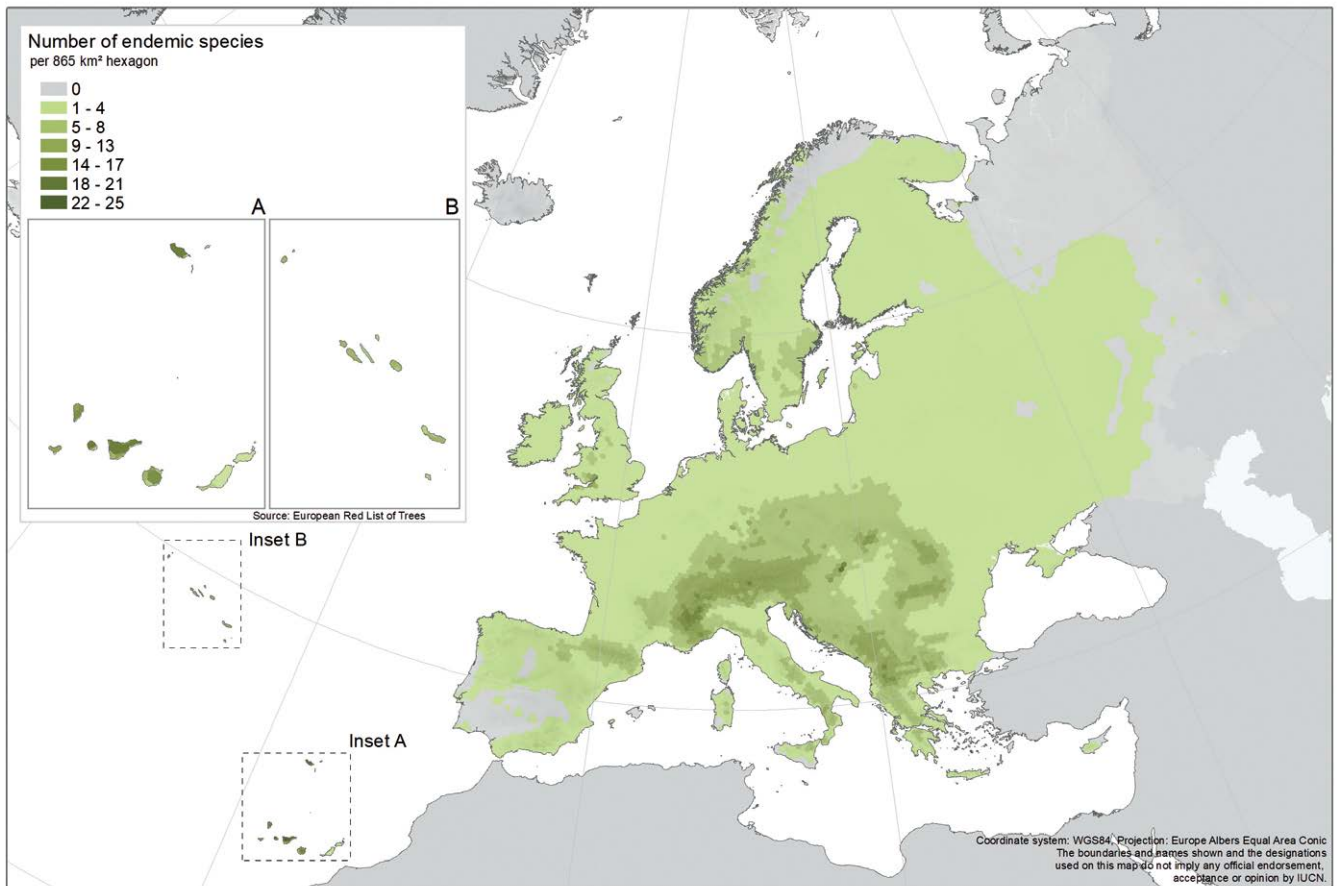 Number of endemic species
per 865 km² hexagon
0
1 - 4
5 - 8
9 - 13
14 - 17
18 - 21
22 - 25
A
B
Source: European Red List of Trees
Inset B
Inset A
Coordinate system: WGS84, Projection: Europe Albers Equal Area Conic
The boundaries and names shown and the designations
used on this map do not imply any official endorsement,
acceptance or opinion by IUCN.